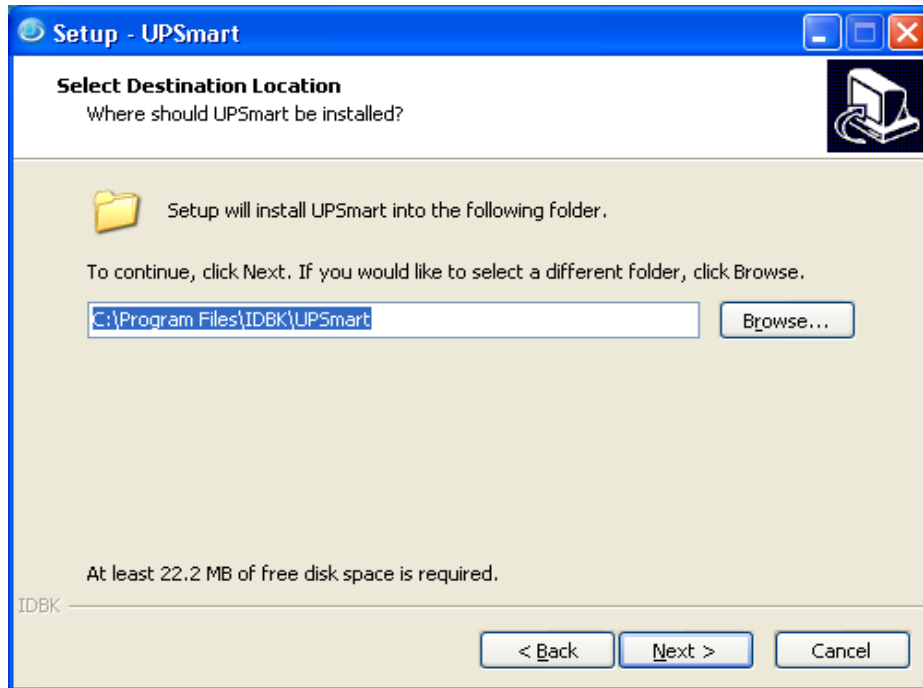 Setup - UPSmart
Select Destination Location
Where should UPSmart be installed?
Setup will install UPSmart into the following folder.
To continue, click Next. If you would like to select a different folder, click Browse.
C:\Program Files\IDBK\UPSmart
Browse...
At least 22.2 MB of free disk space is required.
IDBK
< Back Next > Cancel